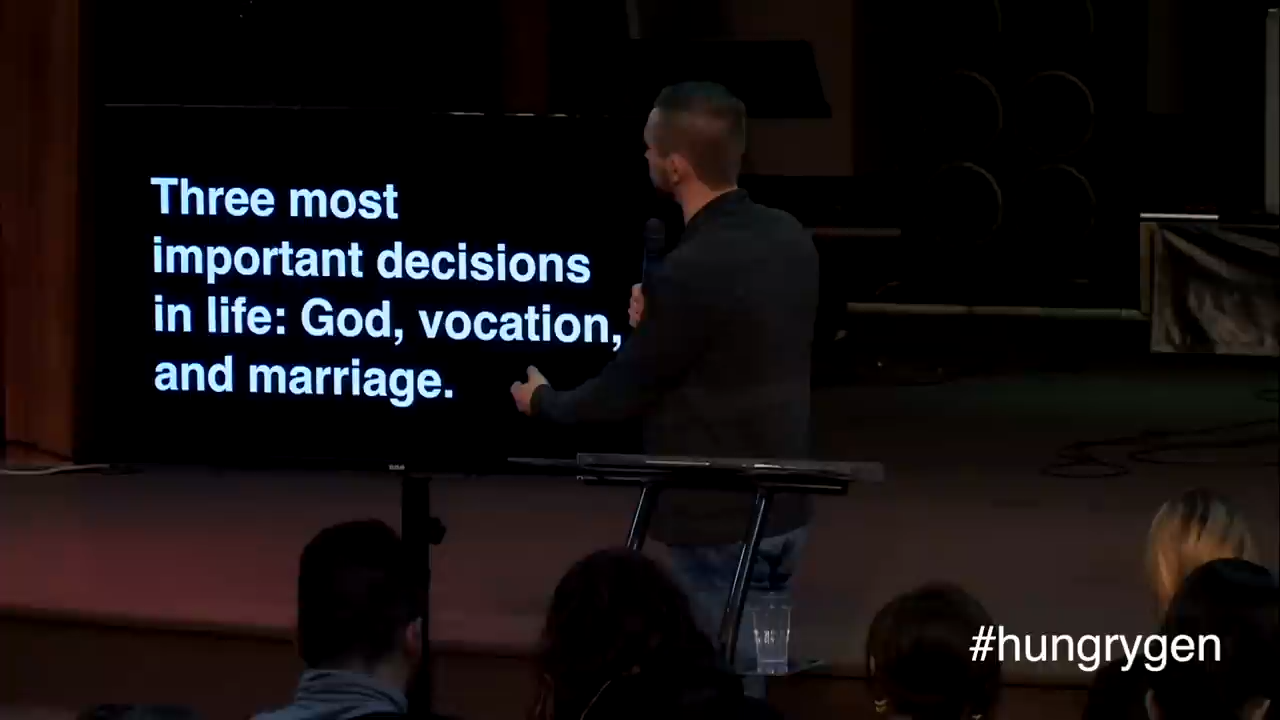 Three most
important decisions
in life: God, vocation,
and marriage.
#hungrygen